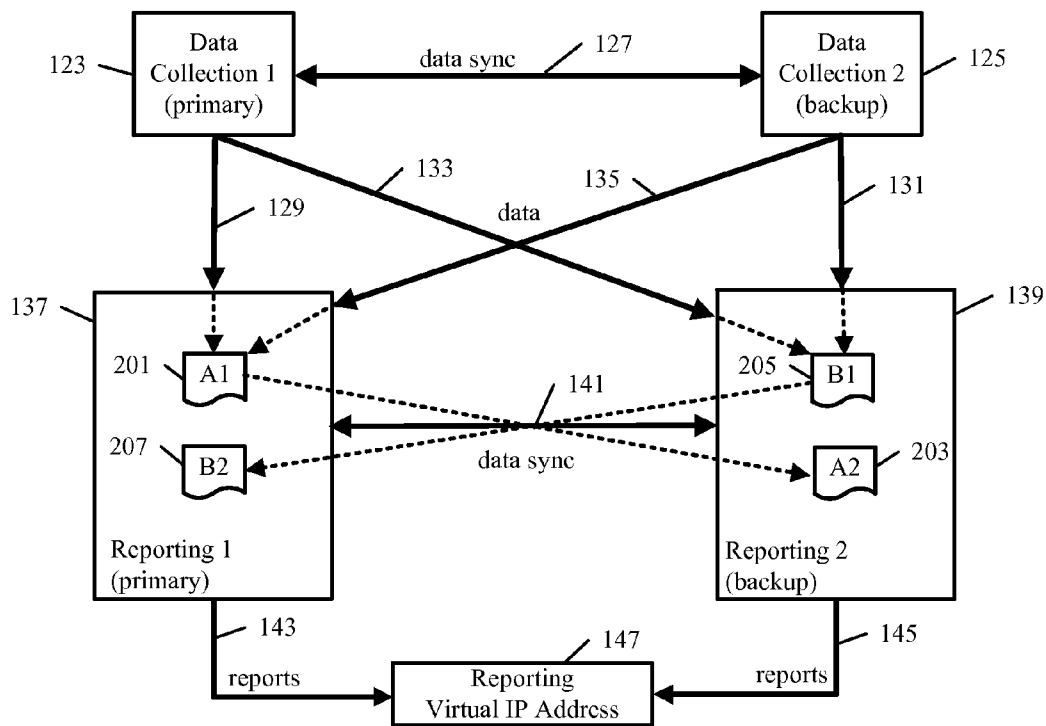 Data
Collection 1
(primary)
123
data sync
127
Data
Collection 2
(backup)
125
133
135
131
129
data
137
139
201
A1
205
B1
141
207
B2
data sync
A2
203
Reporting 1
(primary)
Reporting 2
(backup)
143
147
145
reports
reports
Reporting
Virtual IP Address